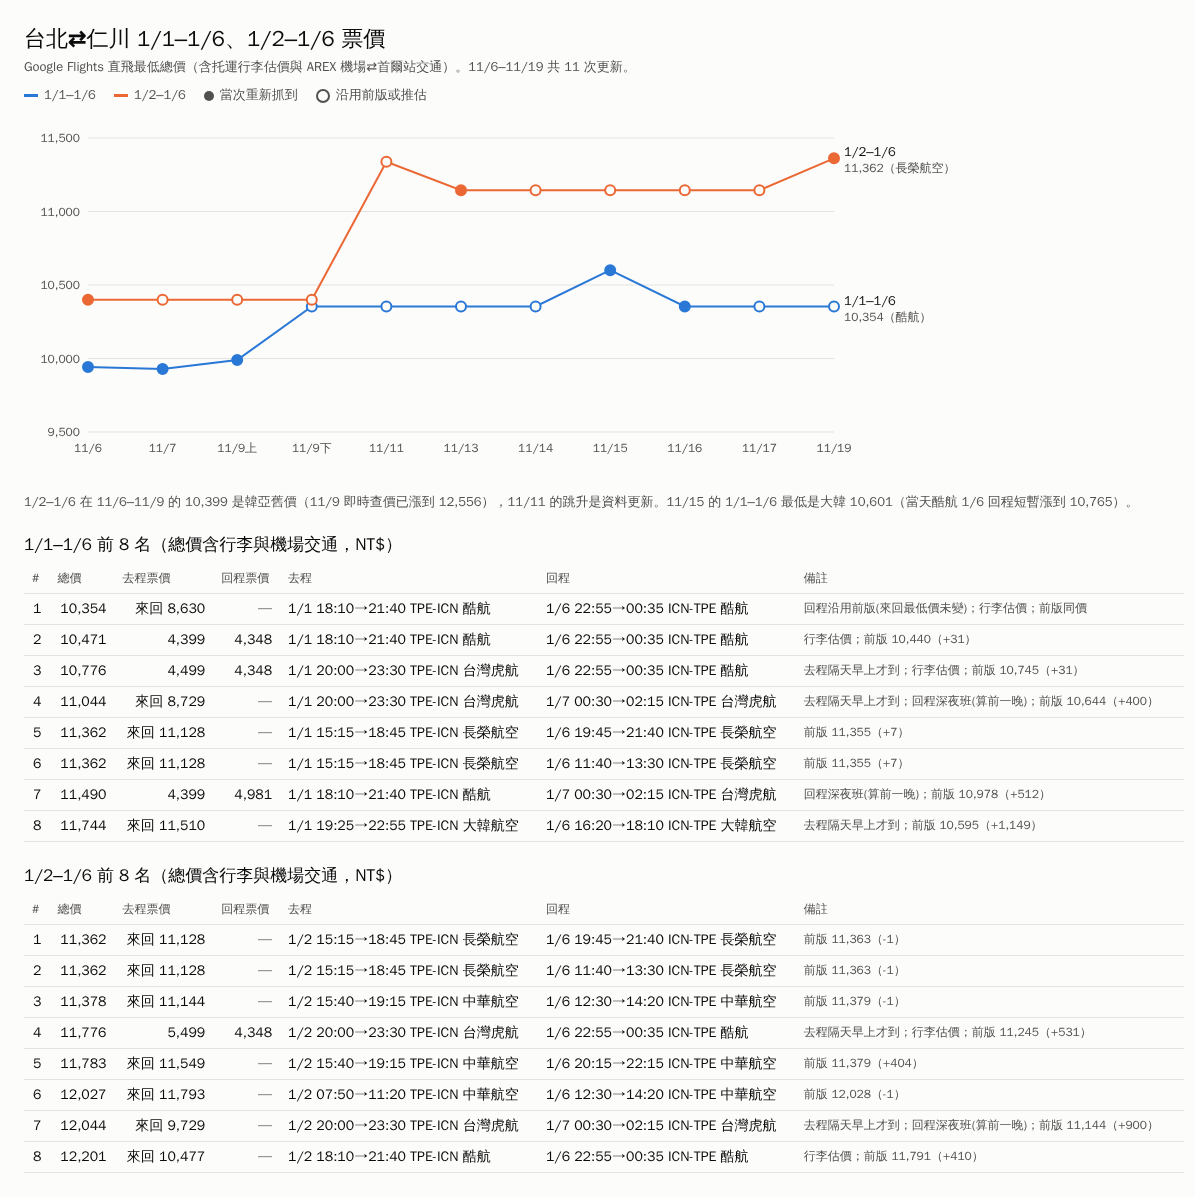 台北⇄仁川 1/1–1/6、1/2–1/6 票價
Google Flights 直飛最低總價（含托運行李估價與 AREX 機場⇄首爾站交通）。11/6–11/19 共 11 次更新。
1/1–1/6 1/2–1/6 當次重新抓到 沿用前版或推估
11,500
11,000
10,500
10,000
9,500
1/2–1/6
11,362（長榮航空）
1/1–1/6
10,354（酷航）
11/6 11/7 11/9上 11/9下 11/11 11/13 11/14 11/15 11/16 11/17 11/19
1/2–1/6 在 11/6–11/9 的 10,399 是韓亞舊價（11/9 即時查價已漲到 12,556），11/11 的跳升是資料更新。11/15 的 1/1–1/6 最低是大韓 10,601（當天酷航 1/6 回程短暫漲到 10,765）。
1/1–1/6 前 8 名（總價含行李與機場交通，NT$）
# 總價 去程票價 回程票價 去程 回程 備註
1 10,354 來回 8,630 — 1/1 18:10→21:40 TPE-ICN 酷航 1/6 22:55→00:35 ICN-TPE 酷航 回程沿用前版(來回最低價未變)；行李估價；前版同價
2 10,471 4,399 4,348 1/1 18:10→21:40 TPE-ICN 酷航 1/6 22:55→00:35 ICN-TPE 酷航 行李估價；前版 10,440（+31）
3 10,776 4,499 4,348 1/1 20:00→23:30 TPE-ICN 台灣虎航 1/6 22:55→00:35 ICN-TPE 酷航 去程隔天早上才到；行李估價；前版 10,745（+31）
4 11,044 來回 8,729 — 1/1 20:00→23:30 TPE-ICN 台灣虎航 1/7 00:30→02:15 ICN-TPE 台灣虎航 去程隔天早上才到；回程深夜班(算前一晚)；前版 10,644（+400）
5 11,362 來回 11,128 — 1/1 15:15→18:45 TPE-ICN 長榮航空 1/6 19:45→21:40 ICN-TPE 長榮航空 前版 11,355（+7）
6 11,362 來回 11,128 — 1/1 15:15→18:45 TPE-ICN 長榮航空 1/6 11:40→13:30 ICN-TPE 長榮航空 前版 11,355（+7）
7 11,490 4,399 4,981 1/1 18:10→21:40 TPE-ICN 酷航 1/7 00:30→02:15 ICN-TPE 台灣虎航 回程深夜班(算前一晚)；前版 10,978（+512）
8 11,744 來回 11,510 — 1/1 19:25→22:55 TPE-ICN 大韓航空 1/6 16:20→18:10 ICN-TPE 大韓航空 去程隔天早上才到；前版 10,595（+1,149）
1/2–1/6 前 8 名（總價含行李與機場交通，NT$）
# 總價 去程票價 回程票價 去程 回程 備註
1 11,362 來回 11,128 — 1/2 15:15→18:45 TPE-ICN 長榮航空 1/6 19:45→21:40 ICN-TPE 長榮航空 前版 11,363（-1）
2 11,362 來回 11,128 — 1/2 15:15→18:45 TPE-ICN 長榮航空 1/6 11:40→13:30 ICN-TPE 長榮航空 前版 11,363（-1）
3 11,378 來回 11,144 — 1/2 15:40→19:15 TPE-ICN 中華航空 1/6 12:30→14:20 ICN-TPE 中華航空 前版 11,379（-1）
4 11,776 5,499 4,348 1/2 20:00→23:30 TPE-ICN 台灣虎航 1/6 22:55→00:35 ICN-TPE 酷航 去程隔天早上才到；行李估價；前版 11,245（+531）
5 11,783 來回 11,549 — 1/2 15:40→19:15 TPE-ICN 中華航空 1/6 20:15→22:15 ICN-TPE 中華航空 前版 11,379（+404）
6 12,027 來回 11,793 — 1/2 07:50→11:20 TPE-ICN 中華航空 1/6 12:30→14:20 ICN-TPE 中華航空 前版 12,028（-1）
7 12,044 來回 9,729 — 1/2 20:00→23:30 TPE-ICN 台灣虎航 1/7 00:30→02:15 ICN-TPE 台灣虎航 去程隔天早上才到；回程深夜班(算前一晚)；前版 11,144（+900）
8 12,201 來回 10,477 — 1/2 18:10→21:40 TPE-ICN 酷航 1/6 22:55→00:35 ICN-TPE 酷航 行李估價；前版 11,791（+410）